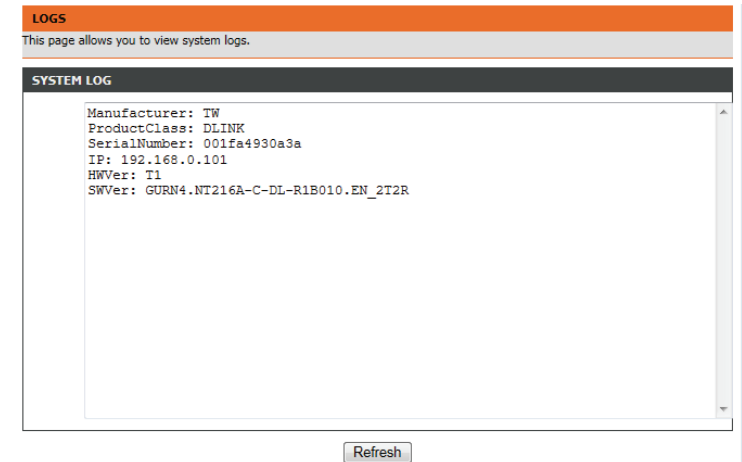 LOGS
This page allows you to view system logs.
SYSTEM LOG
Manufacturer: TW
ProductClass: DLINK
SerialNumber: 001fa4930a3a
IP: 192.168.0.101
HWVer: T1
SWVer: GURN4.NT216A-C-DL-R1B010.EN_2T2R
Refresh